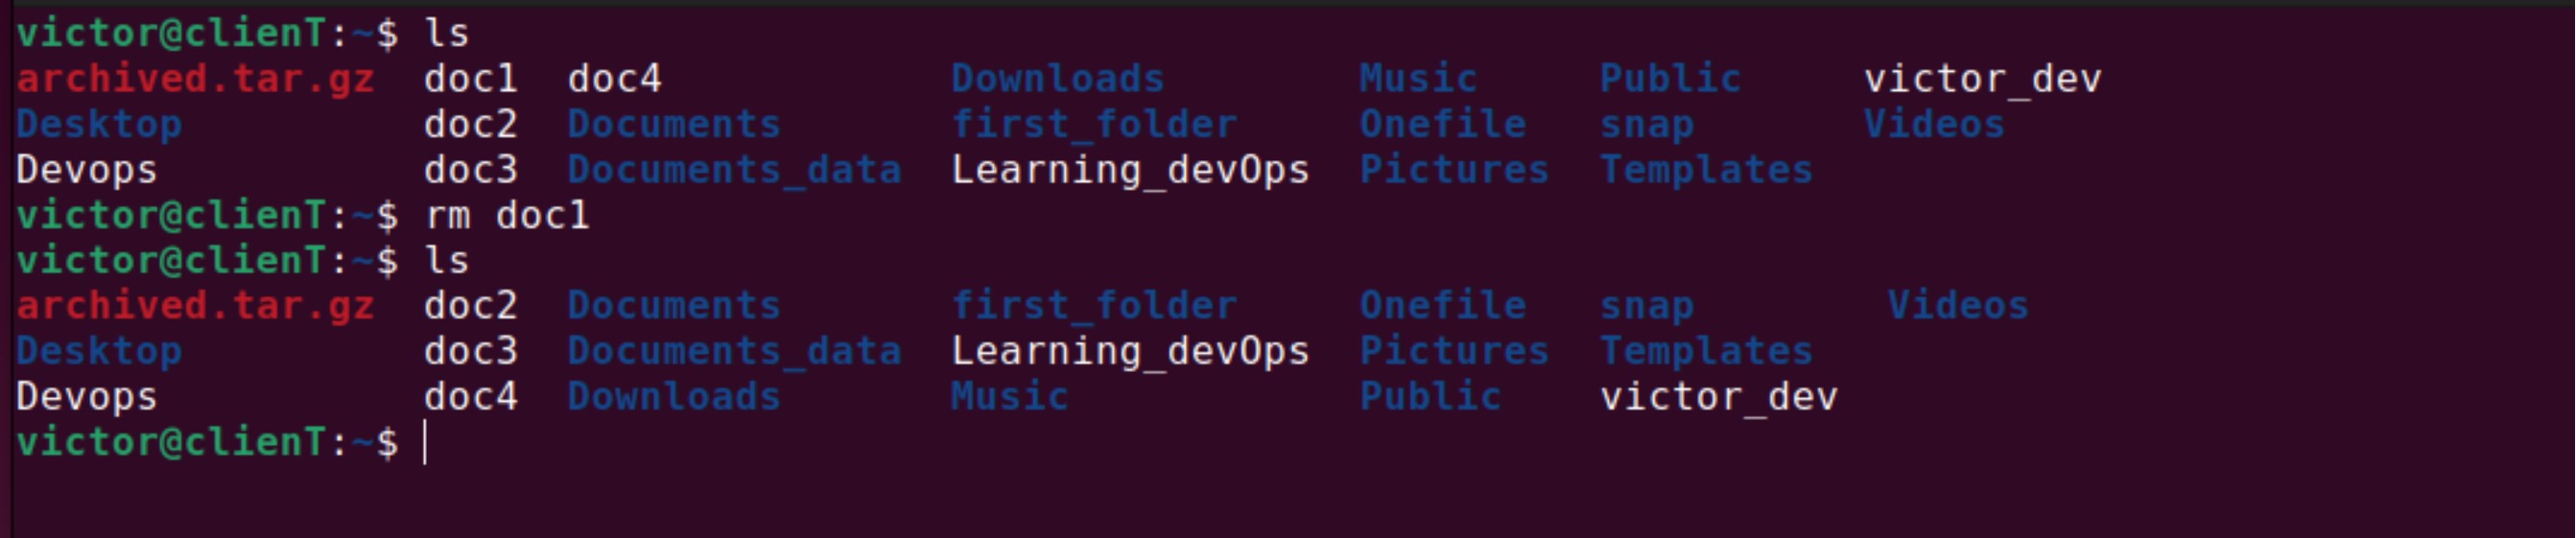 victor@clienT:~$ ls
archived.tar.gz  doc1  doc4            Downloads       Music     Public     victor_dev
Desktop          doc2  Documents       first_folder    Onefile   snap       Videos
Devops           doc3  Documents_data  Learning_devOps  Pictures  Templates
victor@clienT:~$ rm doc1
victor@clienT:~$ ls
archived.tar.gz  doc2  Documents       first_folder     Onefile   snap        Videos
Desktop          doc3  Documents_data  Learning_devOps  Pictures  Templates
Devops           doc4  Downloads       Music            Public    victor_dev
victor@clienT:~$